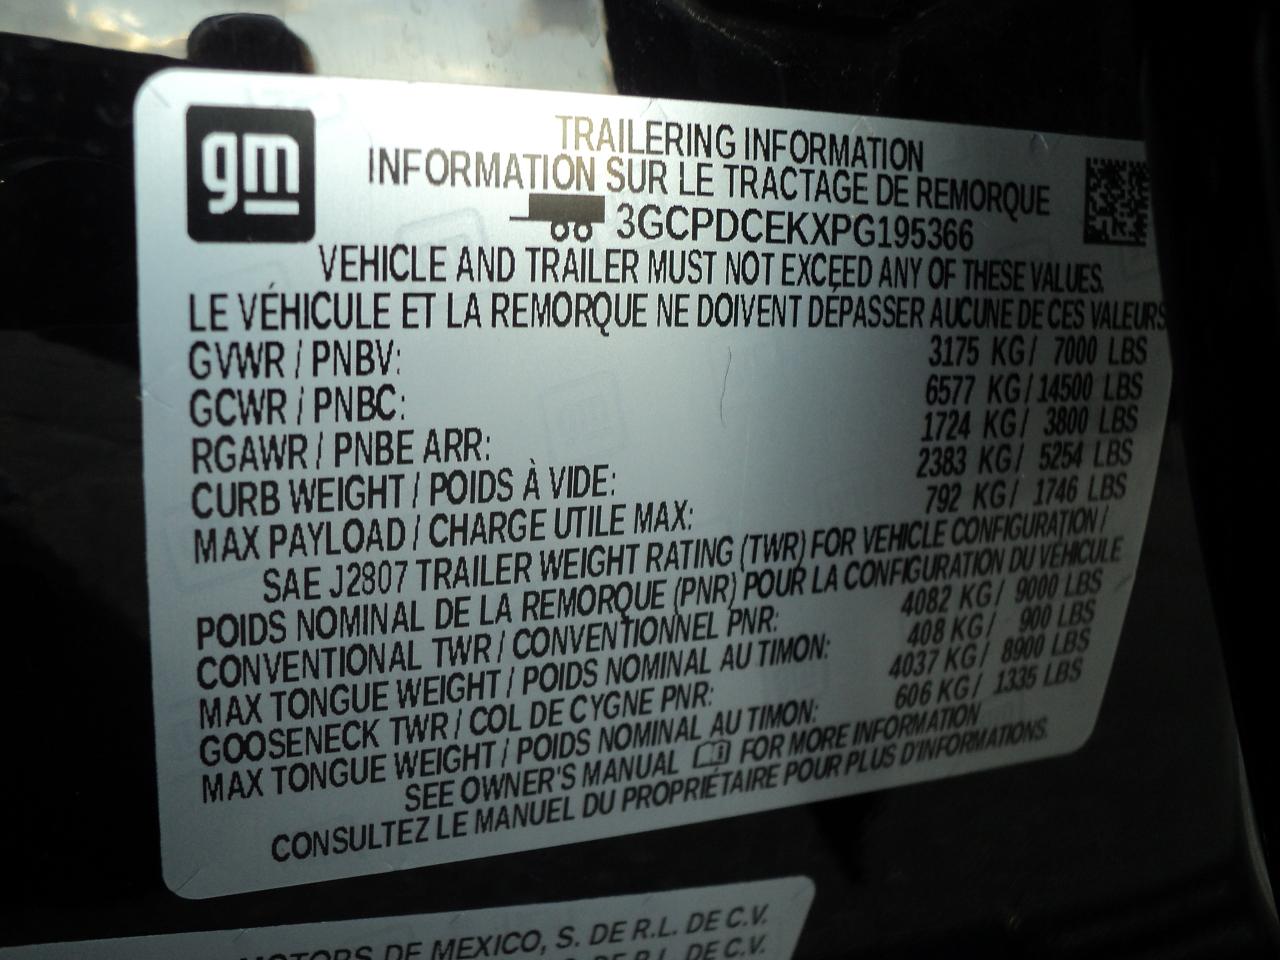 gm
TRAILERING INFORMATION
INFORMATION SUR LE TRACTAGE DE REMORQUE
3GCPDCEKXPG195366
VEHICLE AND TRAILER MUST NOT EXCEED ANY OF THESE VALUES.
LE VÉHICULE ET LA REMORQUE NE DOIVENT DÉPASSER AUCUNE DE CES VALEURS
GVWR / PNBV: 3175 KG/ 7000 LBS
GCWR / PNBC: 6577 KG/ 14500 LBS
RGAWR / PNBE ARR: 1724 KG/ 3800 LBS
CURB WEIGHT / POIDS À VIDE: 2383 KG/ 5254 LBS
MAX PAYLOAD / CHARGE UTILE MAX: 792 KG/ 1746 LBS
SAE J2807 TRAILER WEIGHT RATING (TWR) FOR VEHICLE CONFIGURATION /
POIDS NOMINAL DE LA REMORQUE (PNR) POUR LA CONFIGURATION DU VÉHICULE
CONVENTIONAL TWR / CONVENTIONNEL PNR: 4082 KG/ 9000 LBS
MAX TONGUE WEIGHT / POIDS NOMINAL AU TIMON: 408 KG/ 900 LBS
GOOSENECK TWR / COL DE CYGNE PNR: 4037 KG/ 8900 LBS
MAX TONGUE WEIGHT / POIDS NOMINAL AU TIMON: 606 KG/ 1335 LBS
SEE OWNER'S MANUAL FOR MORE INFORMATION
CONSULTEZ LE MANUEL DU PROPRIÉTAIRE POUR PLUS D'INFORMATIONS.
MOTORS DE MEXICO, S. DE R.L. DE C.V.
DE R.L. DE C.V.